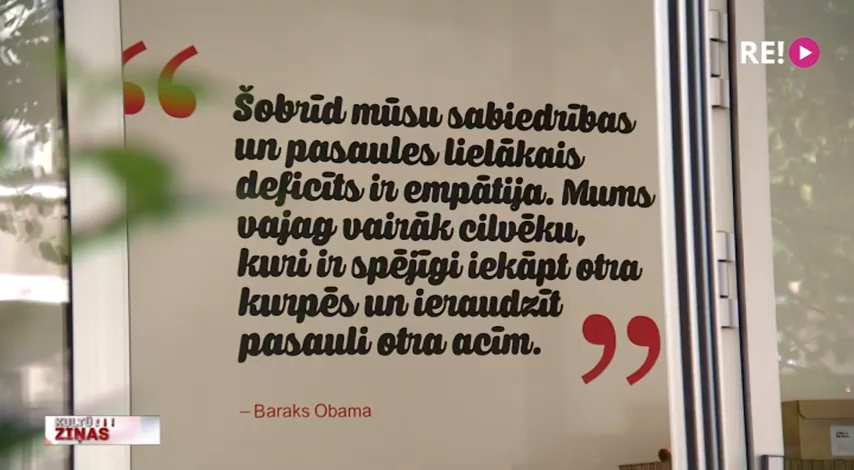 RE!
“
Šobrīd mūsu sabiedrības
un pasaules lielākais
deficīts ir empātija. Mums
vajag vairāk cilvēku,
kuri ir spējīgi iekāpt otra
kurpēs un ieraudzīt
pasauli otra acīm.
”
– Baraks Obama
ZIŅAS